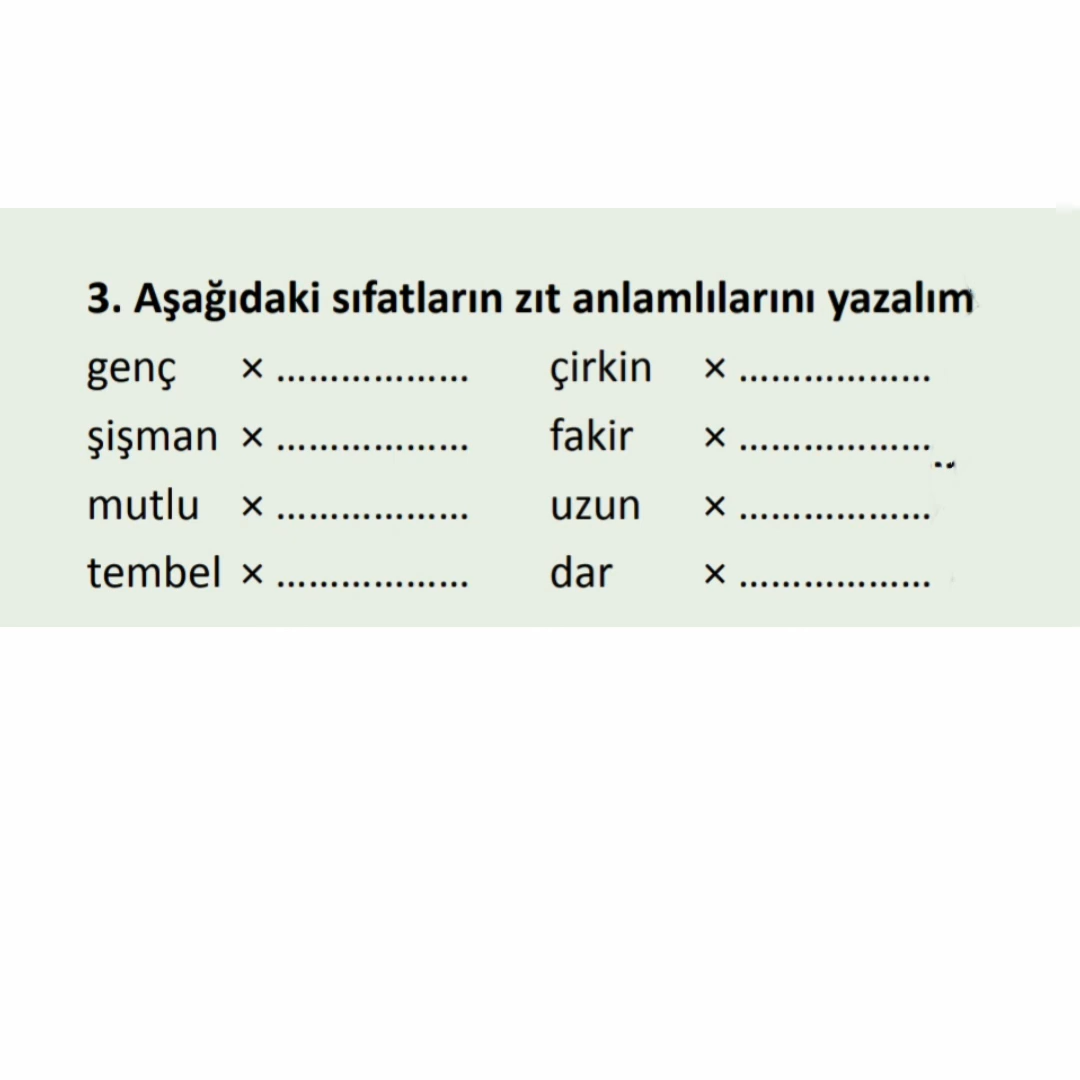 3. Aşağıdaki sıfatların zıt anlamlılarını yazalım
genç × .................. çirkin × ..................
şişman × .................. fakir × ..................
mutlu × .................. uzun × ..................
tembel × .................. dar × ..................